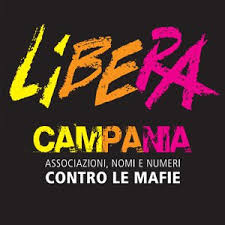 LiBERA
CAMPANIA
ASSOCIAZIONI, NOMI E NUMERI
CONTRO LE MAFIE